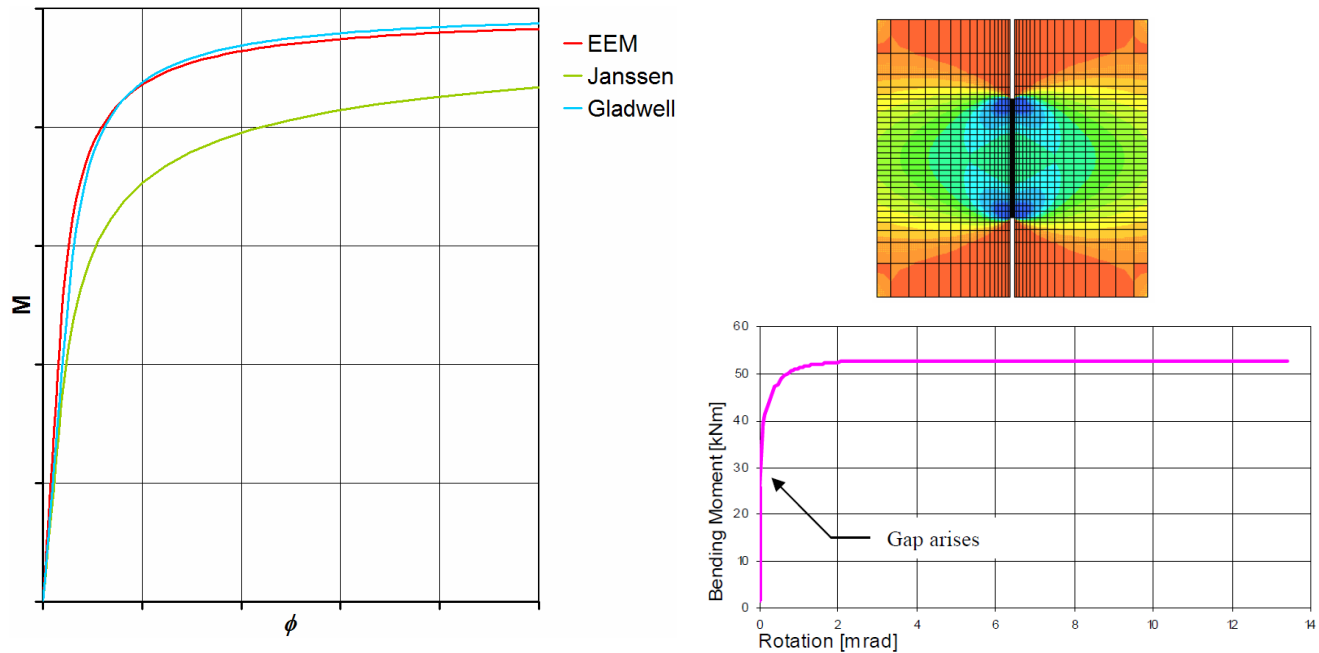 M
ϕ
EEM
Janssen
Gladwell
60
50
40
30
20
10
0
Bending Moment [kNm]
Gap arises
0 2 4 6 8 10 12 14
Rotation [mrad]